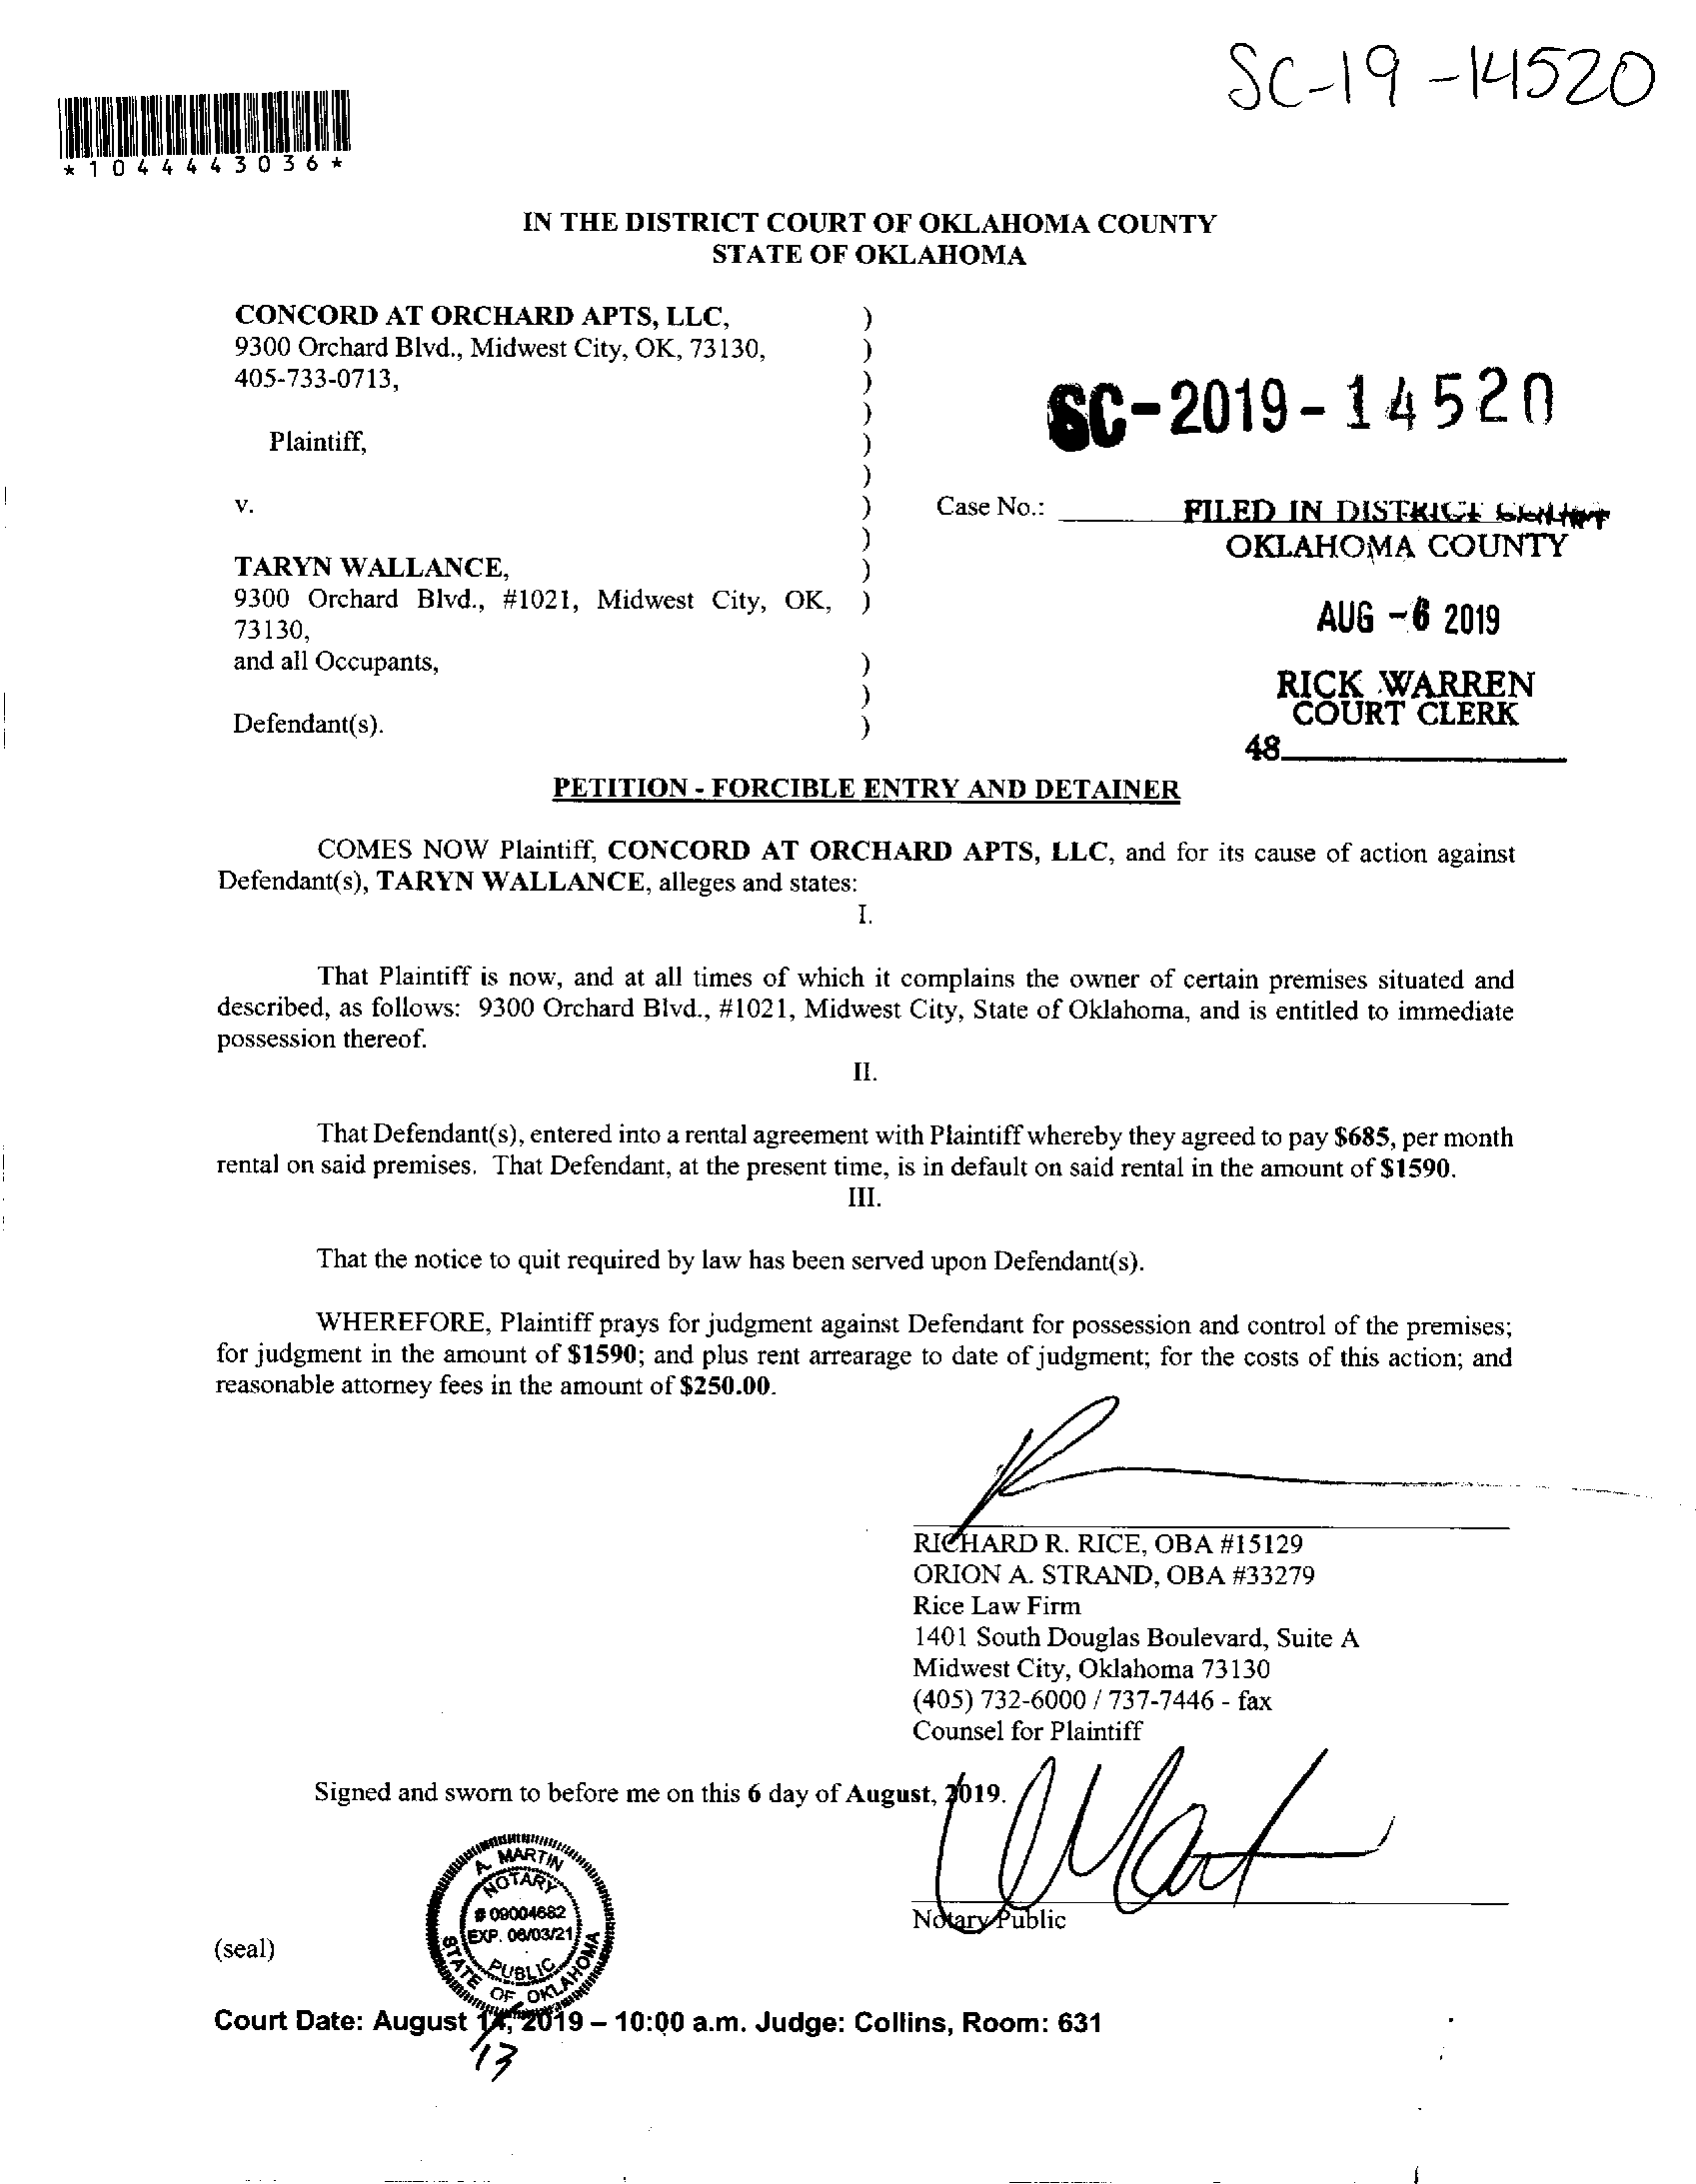 SC-19-14520
*1044443036*
IN THE DISTRICT COURT OF OKLAHOMA COUNTY
STATE OF OKLAHOMA
CONCORD AT ORCHARD APTS, LLC, )
9300 Orchard Blvd., Midwest City, OK, 73130, )
405-733-0713, )
)
SC-2019-14520
Plaintiff, )
)
v. )
Case No.:
FILED IN DISTRICT COURT
)
OKLAHOMA COUNTY
TARYN WALLANCE, )
9300 Orchard Blvd., #1021, Midwest City, OK, )
73130,
AUG -6 2019
and all Occupants, )
)
RICK WARREN
COURT CLERK
Defendant(s). )
48
PETITION - FORCIBLE ENTRY AND DETAINER
COMES NOW Plaintiff, CONCORD AT ORCHARD APTS, LLC, and for its cause of action against
Defendant(s), TARYN WALLANCE, alleges and states:
I.
That Plaintiff is now, and at all times of which it complains the owner of certain premises situated and
described, as follows: 9300 Orchard Blvd., #1021, Midwest City, State of Oklahoma, and is entitled to immediate
possession thereof.
II.
That Defendant(s), entered into a rental agreement with Plaintiff whereby they agreed to pay $685, per month
rental on said premises. That Defendant, at the present time, is in default on said rental in the amount of $1590.
III.
That the notice to quit required by law has been served upon Defendant(s).
WHEREFORE, Plaintiff prays for judgment against Defendant for possession and control of the premises;
for judgment in the amount of $1590; and plus rent arrearage to date of judgment; for the costs of this action; and
reasonable attorney fees in the amount of $250.00.
RICHARD R. RICE, OBA #15129
ORION A. STRAND, OBA #33279
Rice Law Firm
1401 South Douglas Boulevard, Suite A
Midwest City, Oklahoma 73130
(405) 732-6000 / 737-7446 - fax
Counsel for Plaintiff
Signed and sworn to before me on this 6 day of August, 2019.
A. MARTIN
NOTARY
# 09004682
EXP. 06/03/21
PUBLIC
STATE OF OKLAHOMA
Notary Public
(seal)
Court Date: August 14, 2019 – 10:00 a.m. Judge: Collins, Room: 631
13